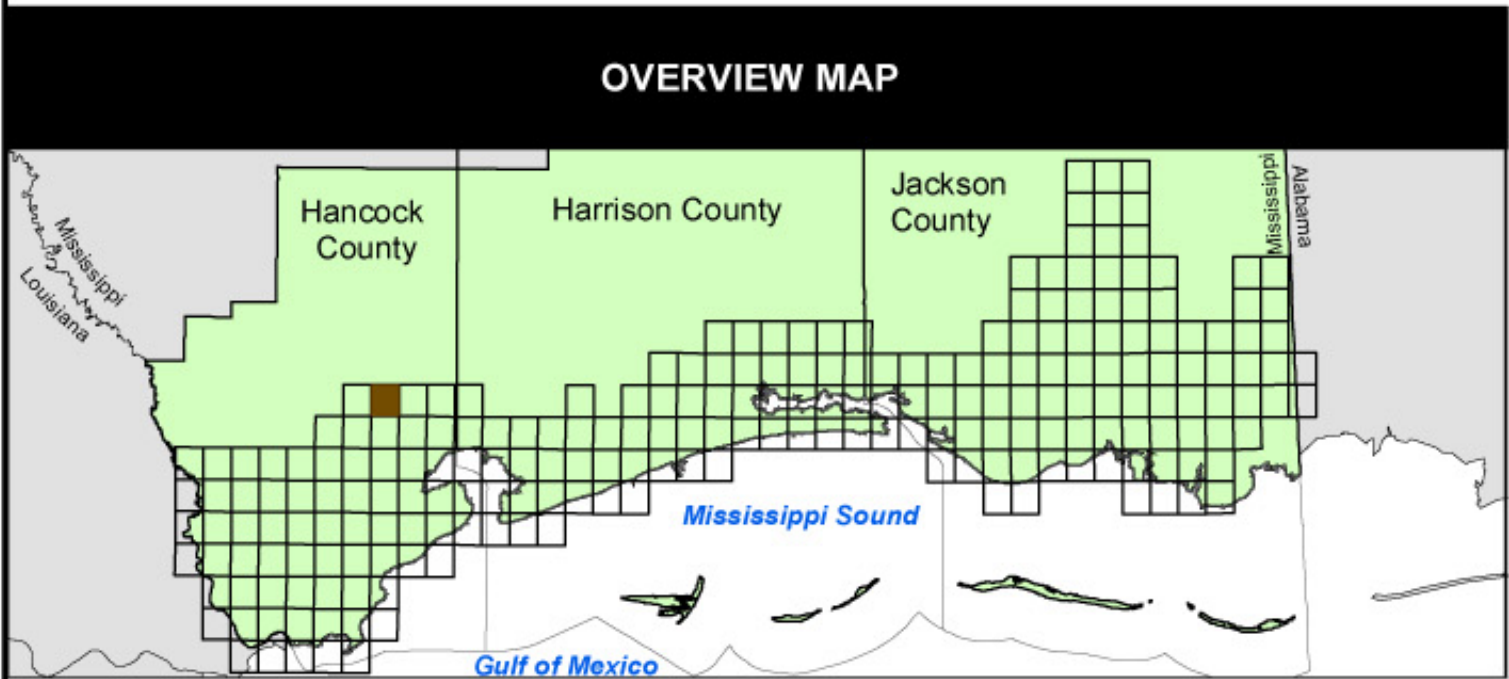 OVERVIEW MAP
Hancock
County
Harrison County
Jackson
County
Mississippi
Alabama
Mississippi
Louisiana
Mississippi Sound
Gulf of Mexico